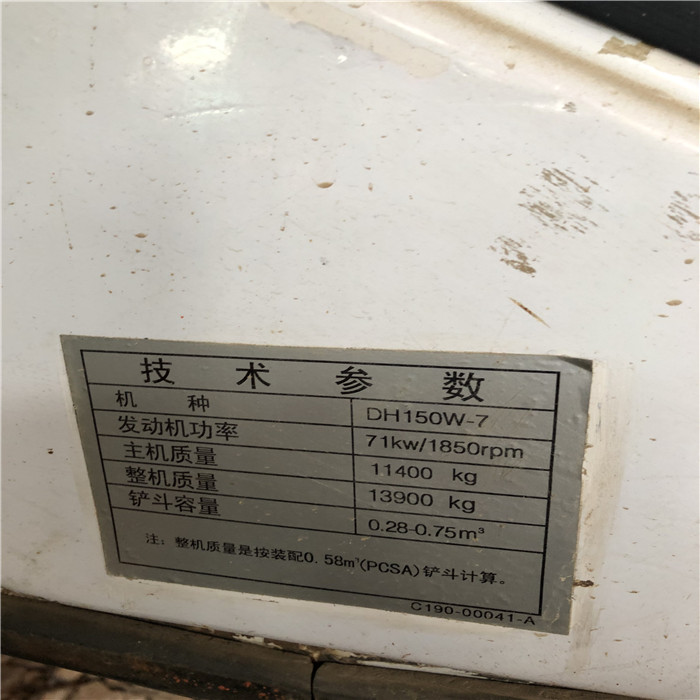 技术参数
机种 DH150W-7
发动机功率 71kw/1850rpm
主机质量 11400 kg
整机质量 13900 kg
铲斗容量 0.28-0.75m³
注：整机质量是按装配0.58m³(PCSA)铲斗计算。
C190-00041-A